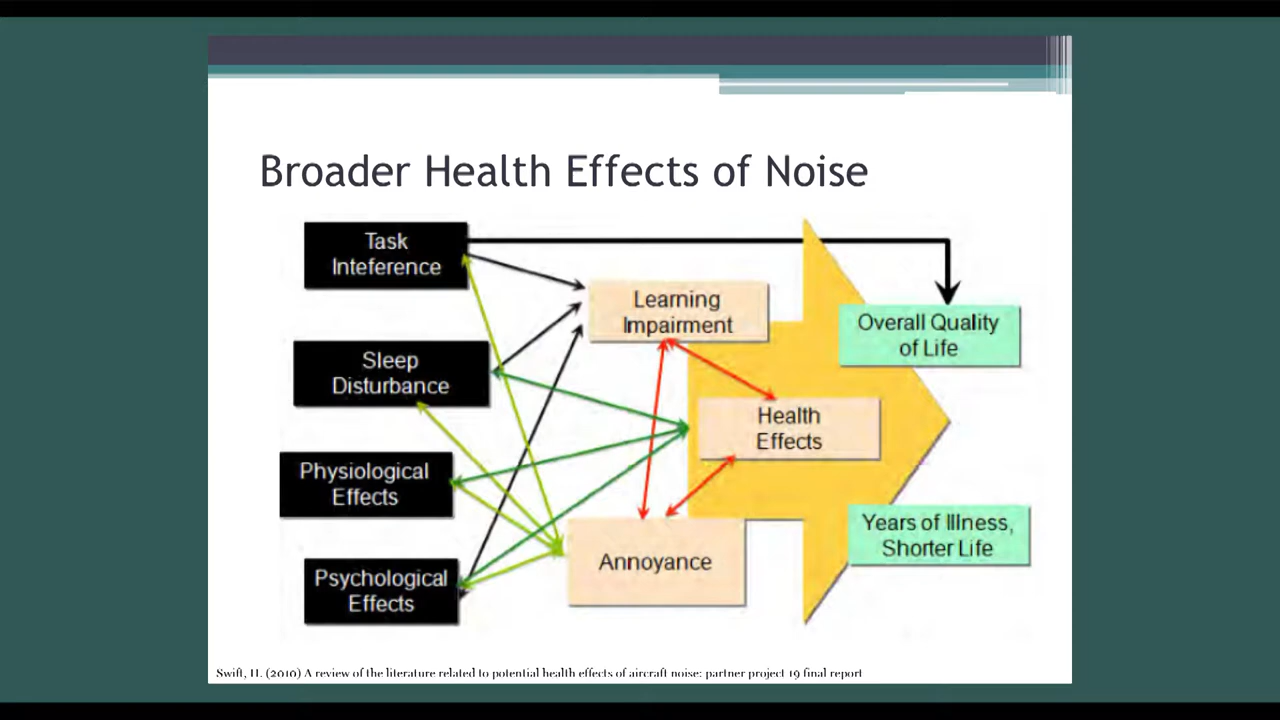 Broader Health Effects of Noise
Task
Inteference
Learning
Impairment
Overall Quality
of Life
Sleep
Disturbance
Health
Effects
Physiological
Effects
Years of Illness,
Shorter Life
Annoyance
Psychological
Effects
Swift, H. (2010) A review of the literature related to potential health effects of aircraft noise: partner project 19 final report